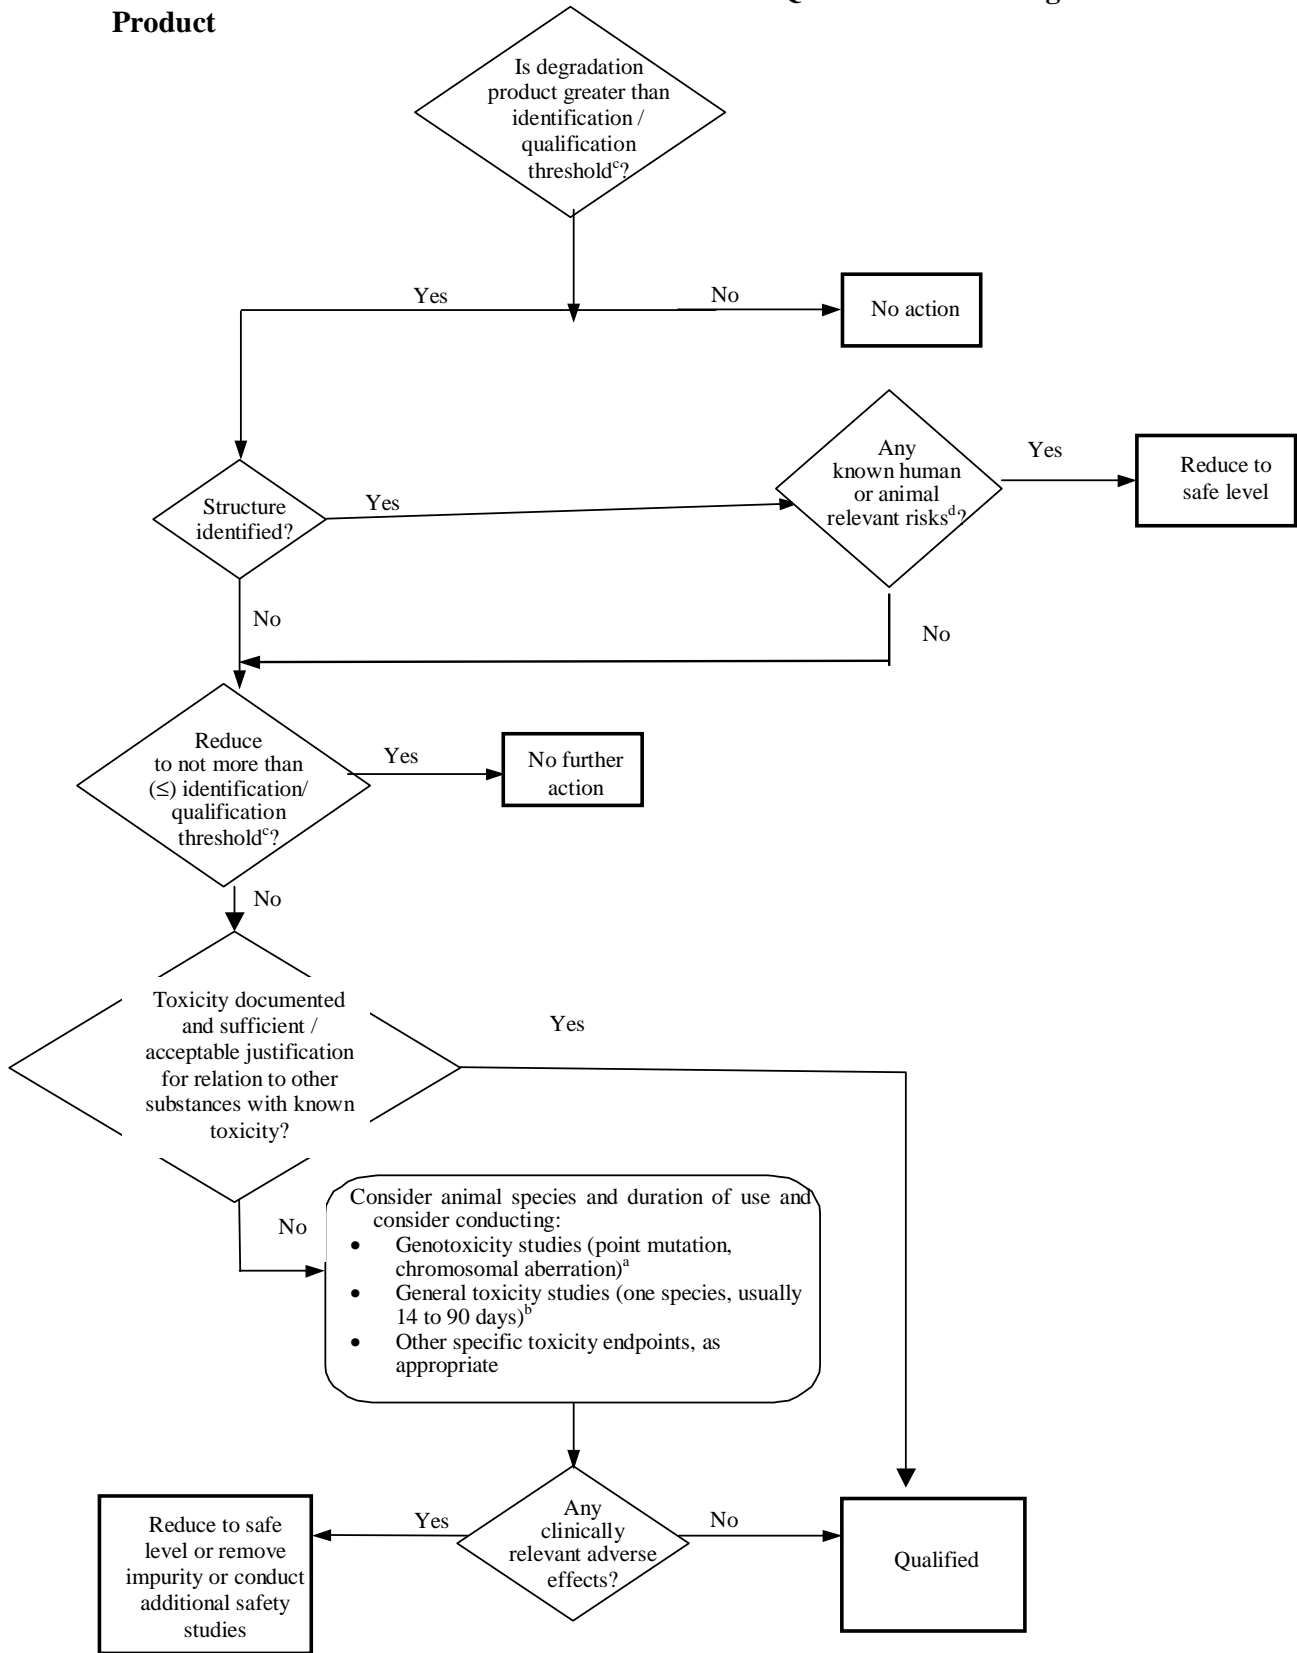 Product
Is degradation
product greater than
identification /
qualification
threshold^c?
Yes
No
No action
Structure
identified?
Yes
Any
known human
or animal
relevant risks^d?
Yes
Reduce to
safe level
No
No
Reduce
to not more than
(≤) identification/
qualification
threshold^c?
Yes
No further
action
No
Toxicity documented
and sufficient /
acceptable justification
for relation to other
substances with known
toxicity?
Yes
No
Consider animal species and duration of use and
consider conducting:
• Genotoxicity studies (point mutation,
chromosomal aberration)^a
• General toxicity studies (one species, usually
14 to 90 days)^b
• Other specific toxicity endpoints, as
appropriate
Reduce to safe
level or remove
impurity or conduct
additional safety
studies
Yes
Any
clinically
relevant adverse
effects?
No
Qualified